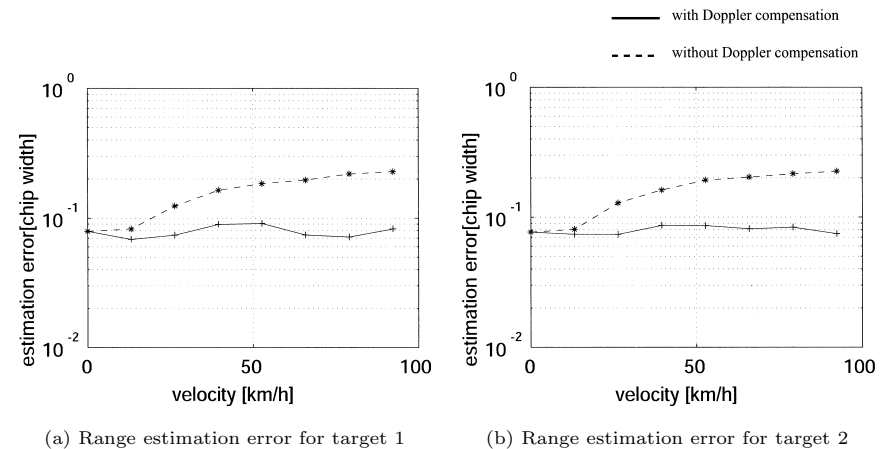 with Doppler compensation
without Doppler compensation
10^0
10^-1
10^-2
estimation error[chip width]
0
50
100
velocity [km/h]
(a) Range estimation error for target 1
10^0
10^-1
10^-2
estimation error[chip width]
0
50
100
velocity [km/h]
(b) Range estimation error for target 2